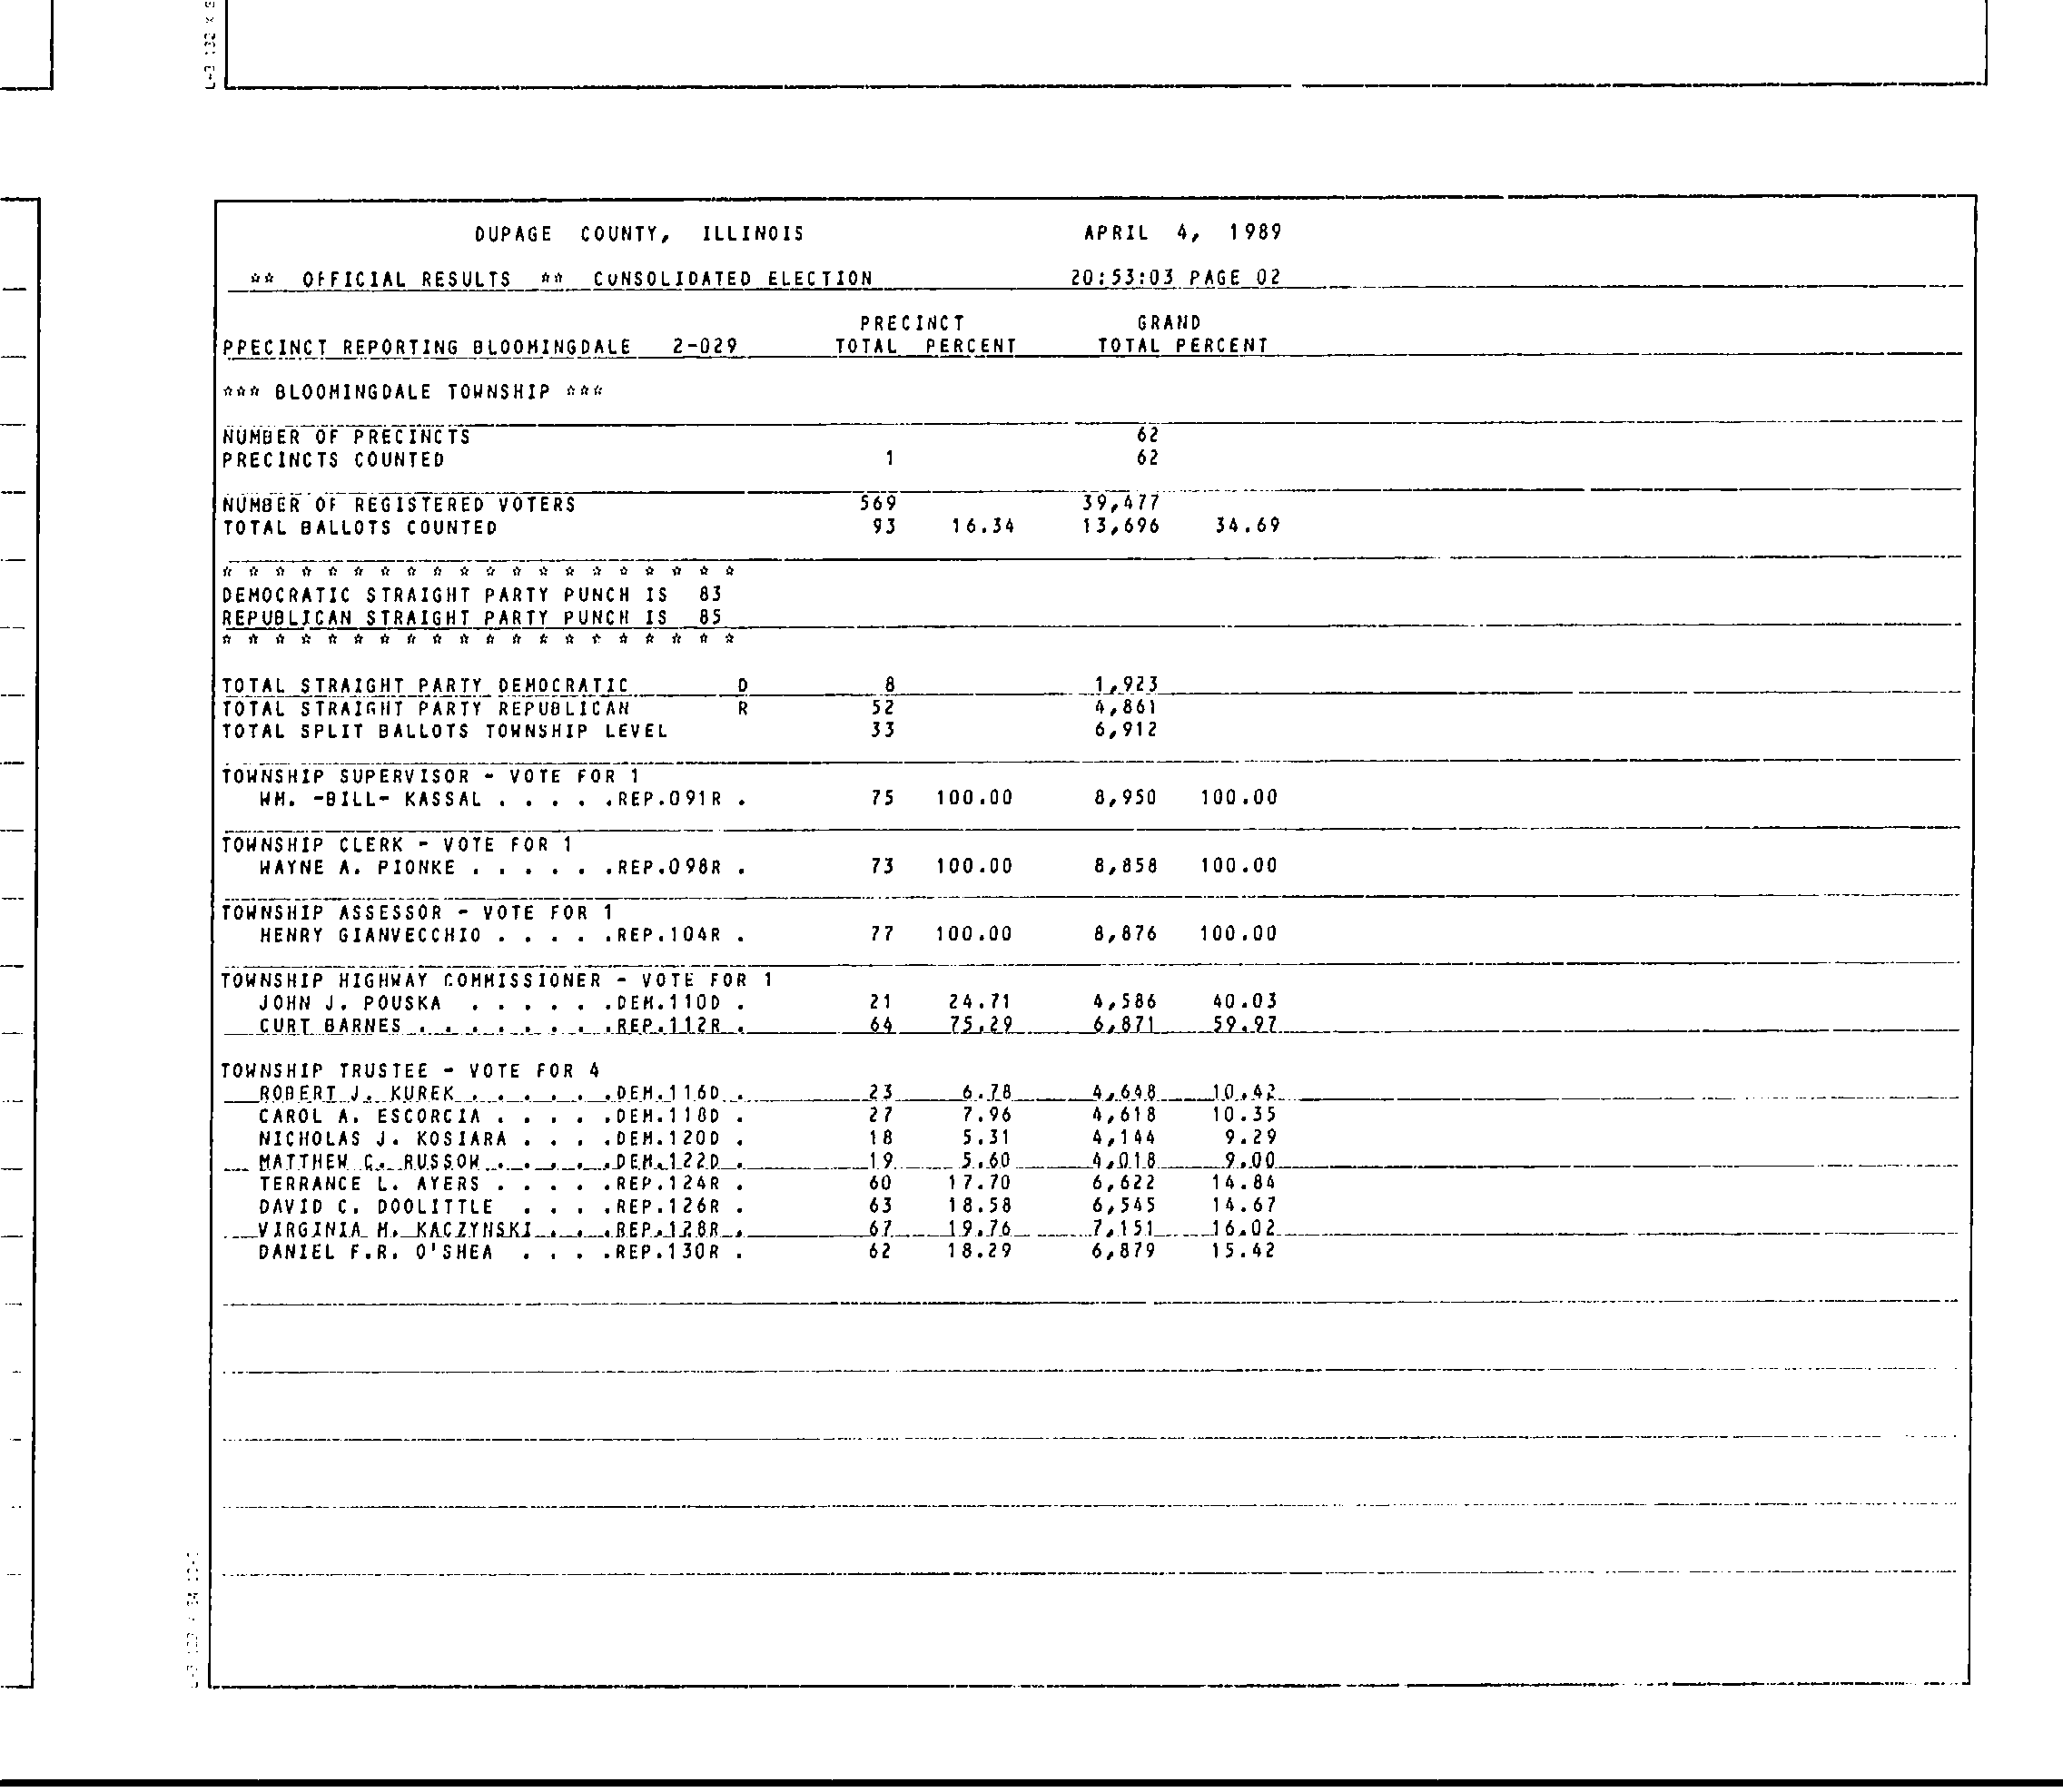 DUPAGE COUNTY, ILLINOIS APRIL 4, 1989
** OFFICIAL RESULTS ** CONSOLIDATED ELECTION 20:53:03 PAGE 02
PRECINCT GRAND
PRECINCT REPORTING BLOOMINGDALE 2-029 TOTAL PERCENT TOTAL PERCENT
*** BLOOMINGDALE TOWNSHIP ***
NUMBER OF PRECINCTS 62
PRECINCTS COUNTED 1 62
NUMBER OF REGISTERED VOTERS 569 39,477
TOTAL BALLOTS COUNTED 93 16.34 13,696 34.69
* * * * * * * * * * * * * * * * * * * *
DEMOCRATIC STRAIGHT PARTY PUNCH IS 83
REPUBLICAN STRAIGHT PARTY PUNCH IS 85
* * * * * * * * * * * * * * * * * * * *
TOTAL STRAIGHT PARTY DEMOCRATIC D 8 1,923
TOTAL STRAIGHT PARTY REPUBLICAN R 52 4,861
TOTAL SPLIT BALLOTS TOWNSHIP LEVEL 33 6,912
TOWNSHIP SUPERVISOR - VOTE FOR 1
WM. -BILL- KASSAL . . . . .REP.091R . 75 100.00 8,950 100.00
TOWNSHIP CLERK - VOTE FOR 1
WAYNE A. PIONKE . . . . . .REP.098R . 73 100.00 8,858 100.00
TOWNSHIP ASSESSOR - VOTE FOR 1
HENRY GIANVECCHIO . . . . .REP.104R . 77 100.00 8,876 100.00
TOWNSHIP HIGHWAY COMMISSIONER - VOTE FOR 1
JOHN J. POUSKA . . . . . .DEM.110D . 21 24.71 4,586 40.03
CURT BARNES . . . . . . . .REP.112R . 64 75.29 6,871 59.97
TOWNSHIP TRUSTEE - VOTE FOR 4
ROBERT J. KUREK . . . . . .DEM.116D . 23 6.78 4,648 10.42
CAROL A. ESCORCIA . . . . .DEM.118D . 27 7.96 4,618 10.35
NICHOLAS J. KOSIARA . . . .DEM.120D . 18 5.31 4,144 9.29
MATTHEW C. RUSSOW . . . . .DEM.122D . 19 5.60 4,018 9.00
TERRANCE L. AYERS . . . . .REP.124R . 60 17.70 6,622 14.84
DAVID C. DOOLITTLE . . . .REP.126R . 63 18.58 6,545 14.67
VIRGINIA M. KACZYNSKI . . .REP.128R . 67 19.76 7,151 16.02
DANIEL F.R. O'SHEA . . . .REP.130R . 62 18.29 6,879 15.42